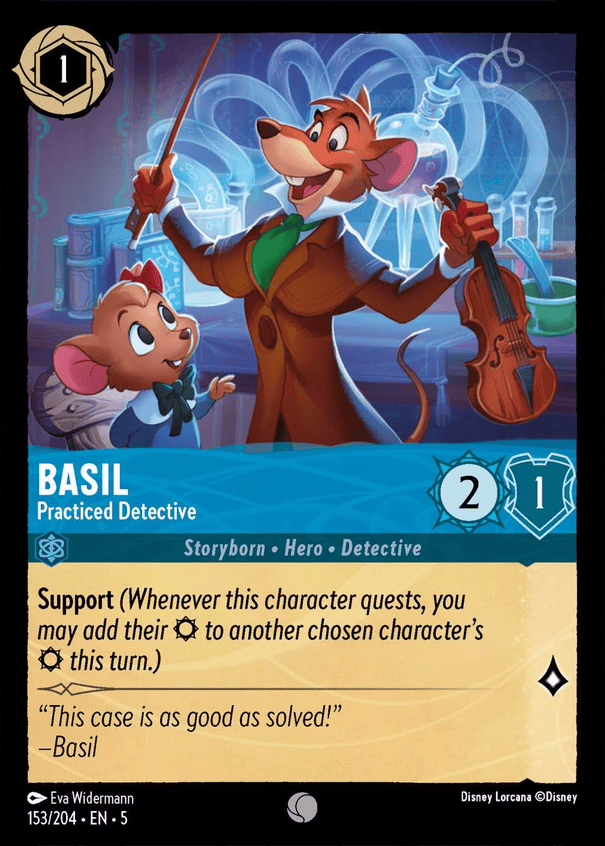 1
BASIL
Practiced Detective
2
1
Storyborn • Hero • Detective
Support (Whenever this character quests, you
may add their to another chosen character's
this turn.)
“This case is as good as solved!”
–Basil
Eva Widermann
Disney Lorcana ©Disney
153/204 • EN • 5